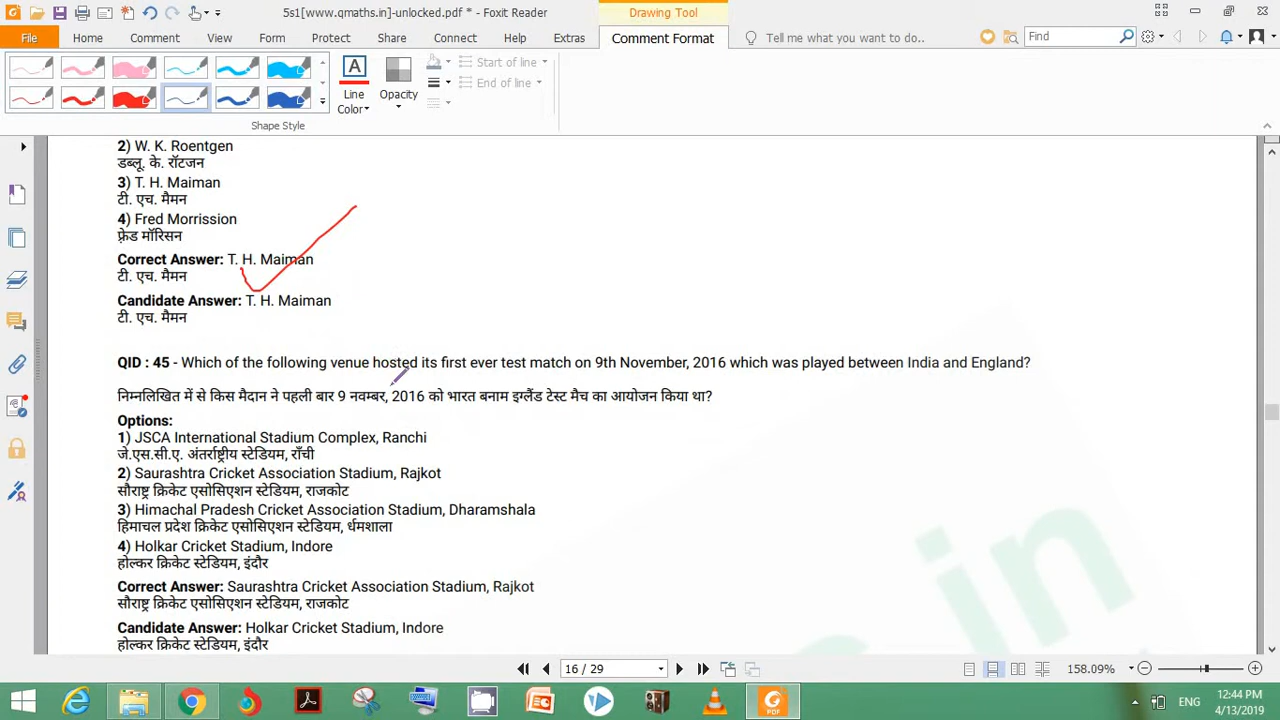 5s1[www.qmaths.in]-unlocked.pdf * - Foxit Reader
Drawing Tool
File Home Comment View Form Protect Share Connect Help Extras Comment Format Tell me what you want to do.. Find
Start of line
End of line
Line Color
Opacity
Shape Style
2) W. K. Roentgen
डब्लू. के. रॉटजन
3) T. H. Maiman
टी. एच. मैमन
4) Fred Morrission
फ़्रेड मॉरिसन
Correct Answer: T. H. Maiman
टी. एच. मैमन
Candidate Answer: T. H. Maiman
टी. एच. मैमन
QID : 45 - Which of the following venue hosted its first ever test match on 9th November, 2016 which was played between India and England?
निम्नलिखित में से किस मैदान ने पहली बार 9 नवम्बर, 2016 को भारत बनाम इग्लैंड टेस्ट मैच का आयोजन किया था?
Options:
1) JSCA International Stadium Complex, Ranchi
जे.एस.सी.ए. अंतर्राष्ट्रीय स्टेडियम, राँची
2) Saurashtra Cricket Association Stadium, Rajkot
सौराष्ट्र क्रिकेट एसोसिएशन स्टेडियम, राजकोट
3) Himachal Pradesh Cricket Association Stadium, Dharamshala
हिमाचल प्रदेश क्रिकेट एसोसिएशन स्टेडियम, र्धमशाला
4) Holkar Cricket Stadium, Indore
होल्कर क्रिकेट स्टेडियम, इंदौर
Correct Answer: Saurashtra Cricket Association Stadium, Rajkot
सौराष्ट्र क्रिकेट एसोसिएशन स्टेडियम, राजकोट
Candidate Answer: Holkar Cricket Stadium, Indore
होल्कर क्रिकेट स्टेडियम, इंदौर
s.in
16 / 29
158.09%
ENG
12:44 PM
4/13/2019